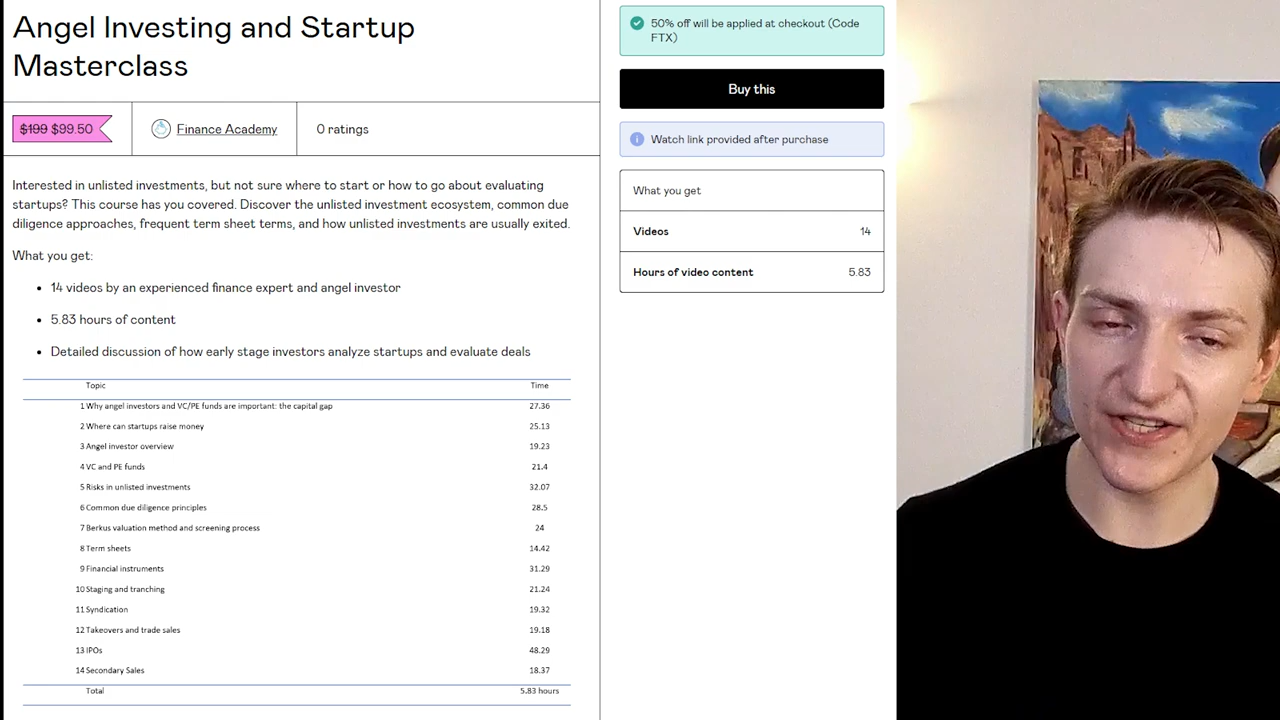 Angel Investing and Startup
Masterclass
$199 $99.50
Finance Academy
0 ratings
Interested in unlisted investments, but not sure where to start or how to go about evaluating
startups? This course has you covered. Discover the unlisted investment ecosystem, common due
diligence approaches, frequent term sheet terms, and how unlisted investments are usually exited.
What you get:
• 14 videos by an experienced finance expert and angel investor
• 5.83 hours of content
• Detailed discussion of how early stage investors analyze startups and evaluate deals
Topic Time
1 Why angel investors and VC/PE funds are important: the capital gap 27.36
2 Where can startups raise money 25.13
3 Angel investor overview 19.23
4 VC and PE funds 21.4
5 Risks in unlisted investments 32.07
6 Common due diligence principles 28.5
7 Berkus valuation method and screening process 24
8 Term sheets 14.42
9 Financial instruments 31.29
10 Staging and tranching 21.24
11 Syndication 19.32
12 Takeovers and trade sales 19.18
13 IPOs 48.29
14 Secondary Sales 18.37
Total 5.83 hours
50% off will be applied at checkout (Code
FTX)
Buy this
Watch link provided after purchase
What you get
Videos 14
Hours of video content 5.83